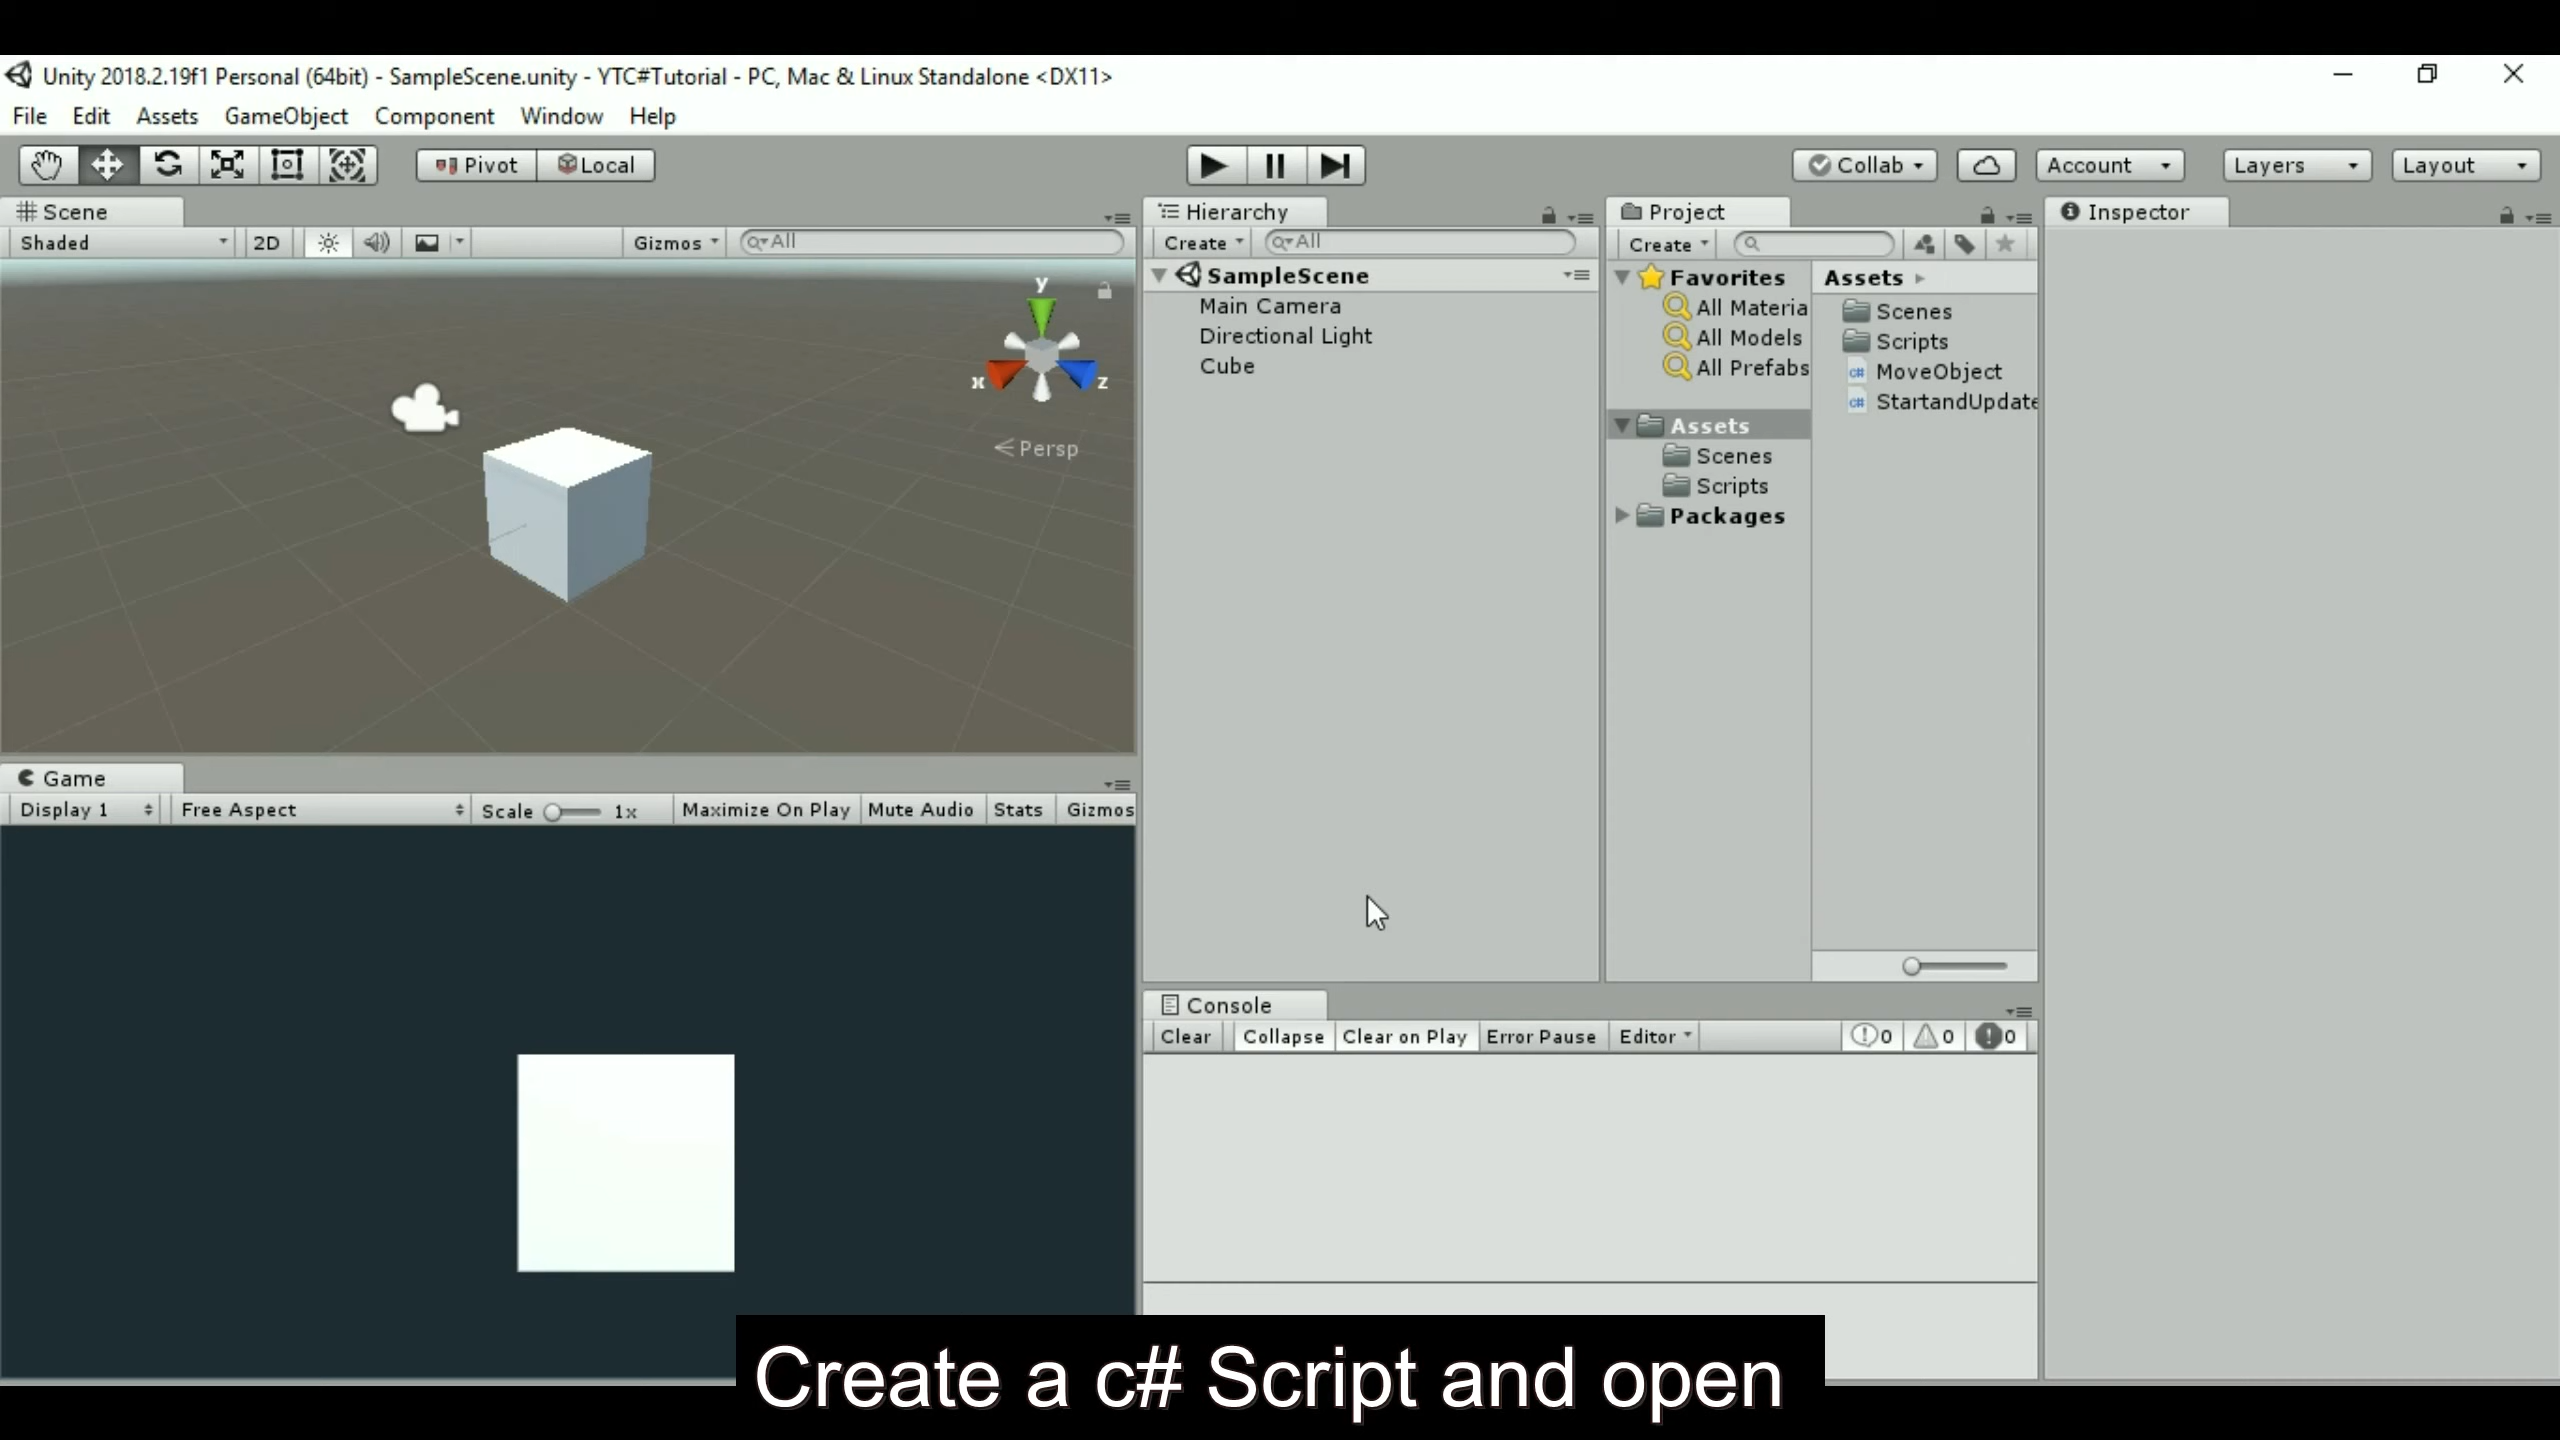 Unity 2018.2.19f1 Personal (64bit) - SampleScene.unity - YTC#Tutorial - PC, Mac & Linux Standalone <DX11>
File Edit Assets GameObject Component Window Help
Pivot Local Collab Account Layers Layout
Scene
Shaded 2D Gizmos All
y
x z
Persp
Hierarchy
Create All
SampleScene
Main Camera
Directional Light
Cube
Project
Create
Favorites
All Materia
All Models
All Prefabs
Assets
Scenes
Scripts
Packages
Assets
Scenes
Scripts
C# MoveObject
C# StartandUpdate
Inspector
Game
Display 1 Free Aspect Scale 1x Maximize On Play Mute Audio Stats Gizmos
Console
Clear Collapse Clear on Play Error Pause Editor 0 0 0
Create a c# Script and open